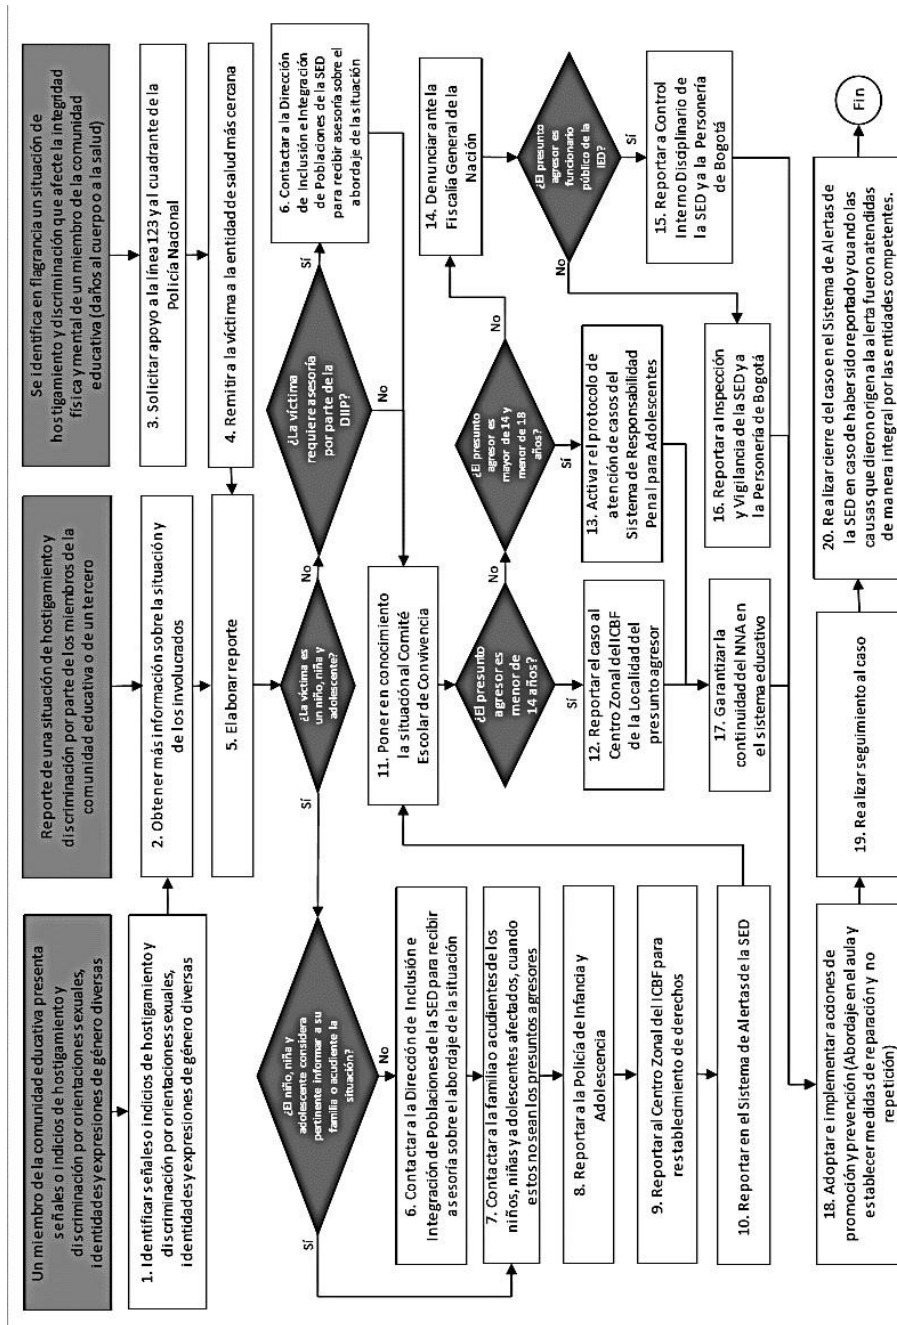 Un miembro de la comunidad educativa presenta
señales o indicios de hostigamiento y
discriminación por orientaciones sexuales,
identidades y expresiones de género diversas
Reporte de una situación de hostigamiento y
discriminación por parte de los miembros de la
comunidad educativa o de un tercero
Se identifica en flagrancia un situación de
hostigamiento y discriminación que afecte la integridad
física y mental de un miembro de la comunidad
educativa (daños al cuerpo o a la salud)
1. Identificar señales o indicios de hostigamiento y
discriminación por orientaciones sexuales,
identidades y expresiones de género diversas
2. Obtener más información sobre la situación y
de los involucrados
3. Solicitar apoyo a la línea 123 y al cuadrante de la
Policía Nacional
4. Remitir a la víctima a la entidad de salud más cercana
5. Elaborar reporte
¿La víctima es
un niño, niña y
adolescente?
Sí
No
¿La víctima
requiere asesoría
por parte de la
DIIP?
Sí
No
6. Contactar a la Dirección
de Inclusión e Integración
de Poblaciones de la SED
para recibir asesoría sobre el
abordaje de la situación
¿El niño, niña y
adolescente considera
pertinente informar a su
familia o acudiente la
situación?
Sí
No
6. Contactar a la Direccón de Inclusión e
Integración de Poblaciones de la SED para recibir
asesoría sobre el abordaje de la situación
7. Contactar a la familia o acudientes de los
niños, niñas y adolescentes afectados, cuando
estos no sean los presuntos agresores
8. Reportar a la Policía de Infancia y
Adolescencia
9. Reportar al Centro Zonal del ICBF para
restablecimiento de derechos
10. Reportar en el Sistema de Alertas de la SED
11. Poner en conocimiento
la situación al Comité
Escolar de Convivencia
¿El presunto
agresor es
menor de
14 años?
Sí
No
12. Reportar el caso al
Centro Zonal del ICBF
de la Localidad del
presunto agresor
¿El presunto
agresor es
mayor de 14 y
menor de 18
años?
Sí
No
13. Activar el protocolo de
atención de casos del
Sistema de Responsabilidad
Penal para Adolescentes
14. Denunciar ante la
Fiscalía General de la
Nación
¿El presunto
agresor es
funcionario
público de la
IED?
Sí
No
15. Reportar a Control
Interno Disciplinario de
la SED y a la Personería
de Bogotá
16. Reportar a Inspección
y Vigilancia de la SED y a
la Personería de Bogotá
17. Garantizar la
continuidad del NNA en
el sistema educativo
18. Adoptar e implementar acciones de
promoción y prevención (Abordaje en el aula y
establecer medidas de reparación y no
repetición)
19. Realizar seguimiento al caso
20. Realizar cierre del caso en el Sistema de Alertas de
la SED en caso de haber sido reportado y cuando las
causas que dieron origen a la alerta fueron atendidas
de manera integral por las entidades competentes.
Fin